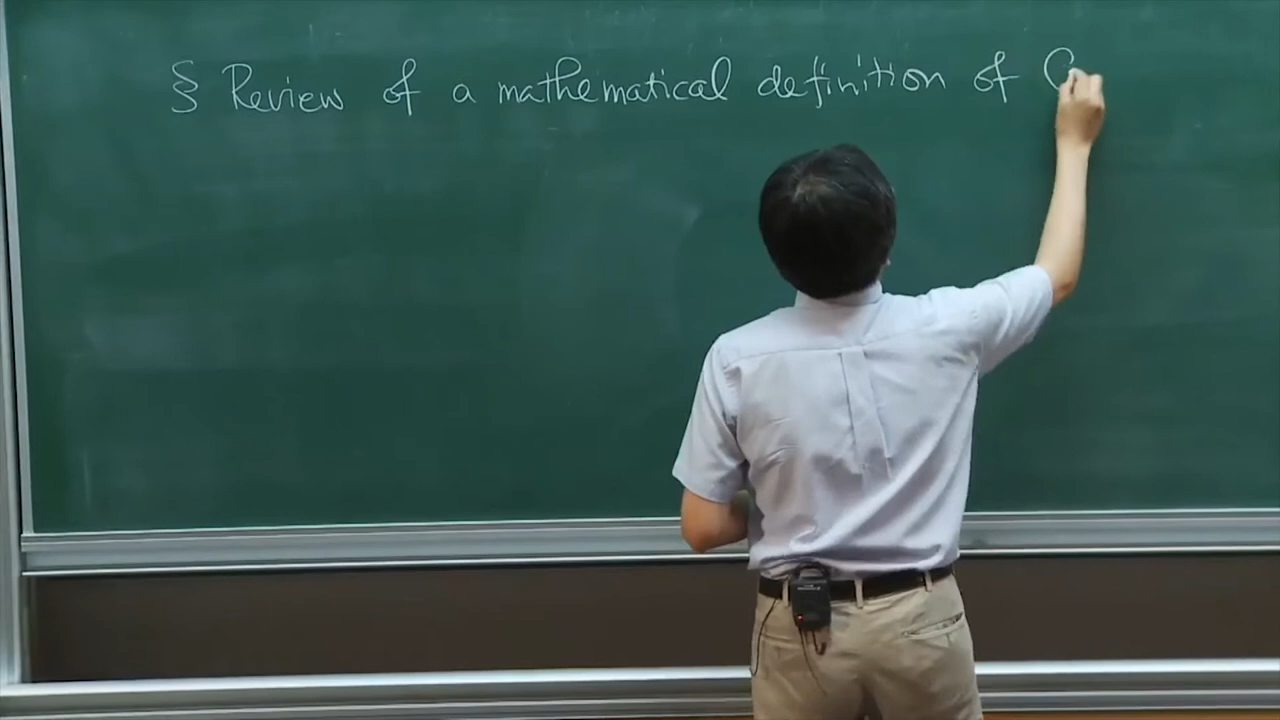 § Review of a mathematical definition of